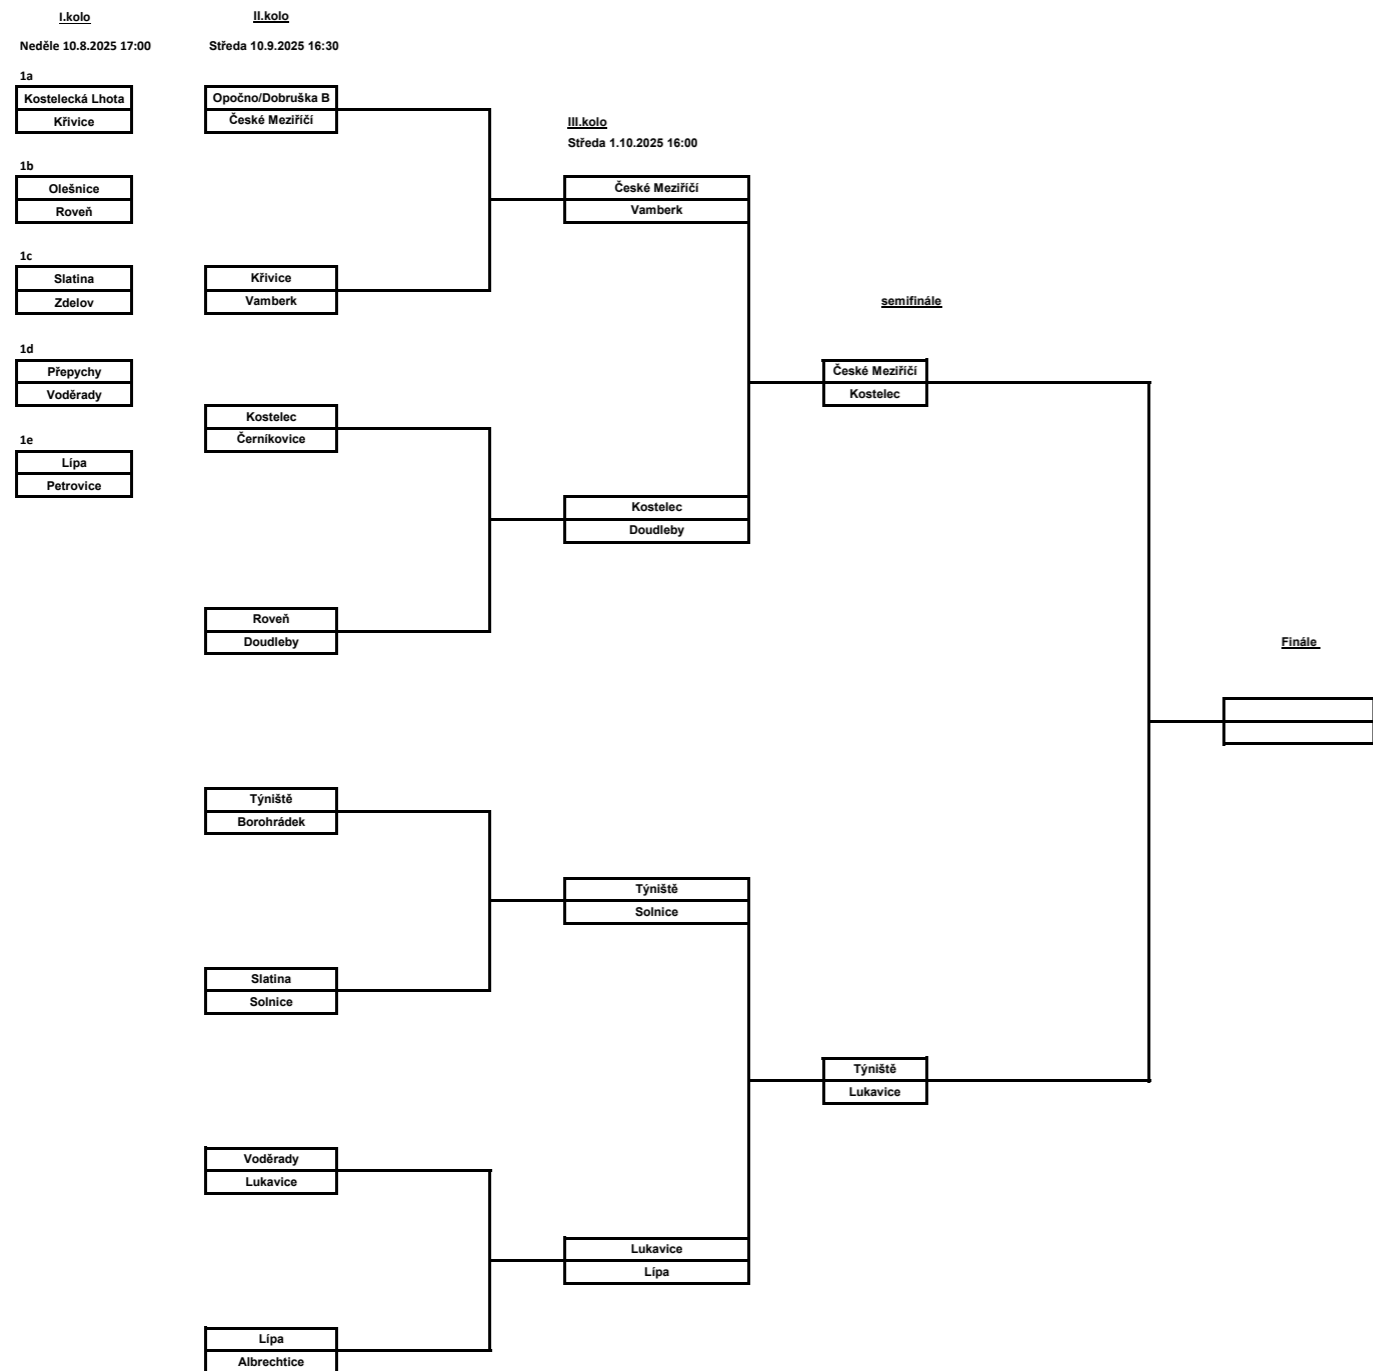 I.kolo
II.kolo
Neděle 10.8.2025 17:00
Středa 10.9.2025 16:30
1a
Kostelecká Lhota
Křivice
1b
Olešnice
Roveň
1c
Slatina
Zdelov
1d
Přepychy
Voděrady
1e
Lípa
Petrovice
Opočno/Dobruška B
České Meziříčí
Křivice
Vamberk
Kostelec
Černíkovice
Roveň
Doudleby
Týniště
Borohrádek
Slatina
Solnice
Voděrady
Lukavice
Lípa
Albrechtice
III.kolo
Středa 1.10.2025 16:00
České Meziříčí
Vamberk
Kostelec
Doudleby
Týniště
Solnice
Lukavice
Lípa
semifinále
České Meziříčí
Kostelec
Týniště
Lukavice
Finále